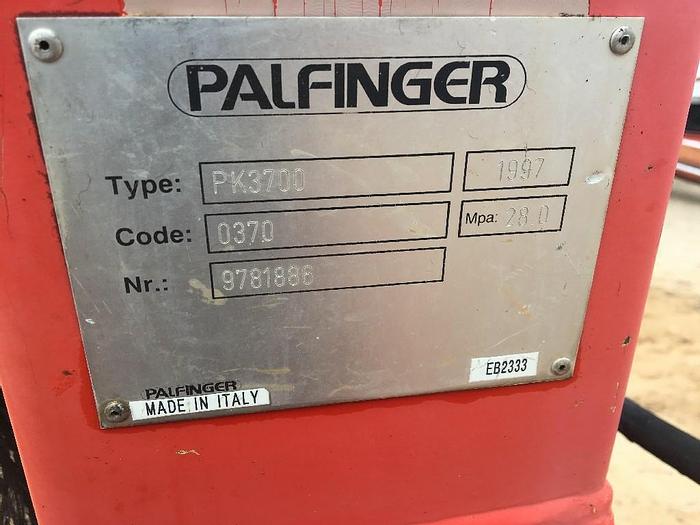 PALFINGER
Type: PK3700 1997
Code: 0370 Mpa: 28.0
Nr.: 9781886
EB2333
PALFINGER
MADE IN ITALY